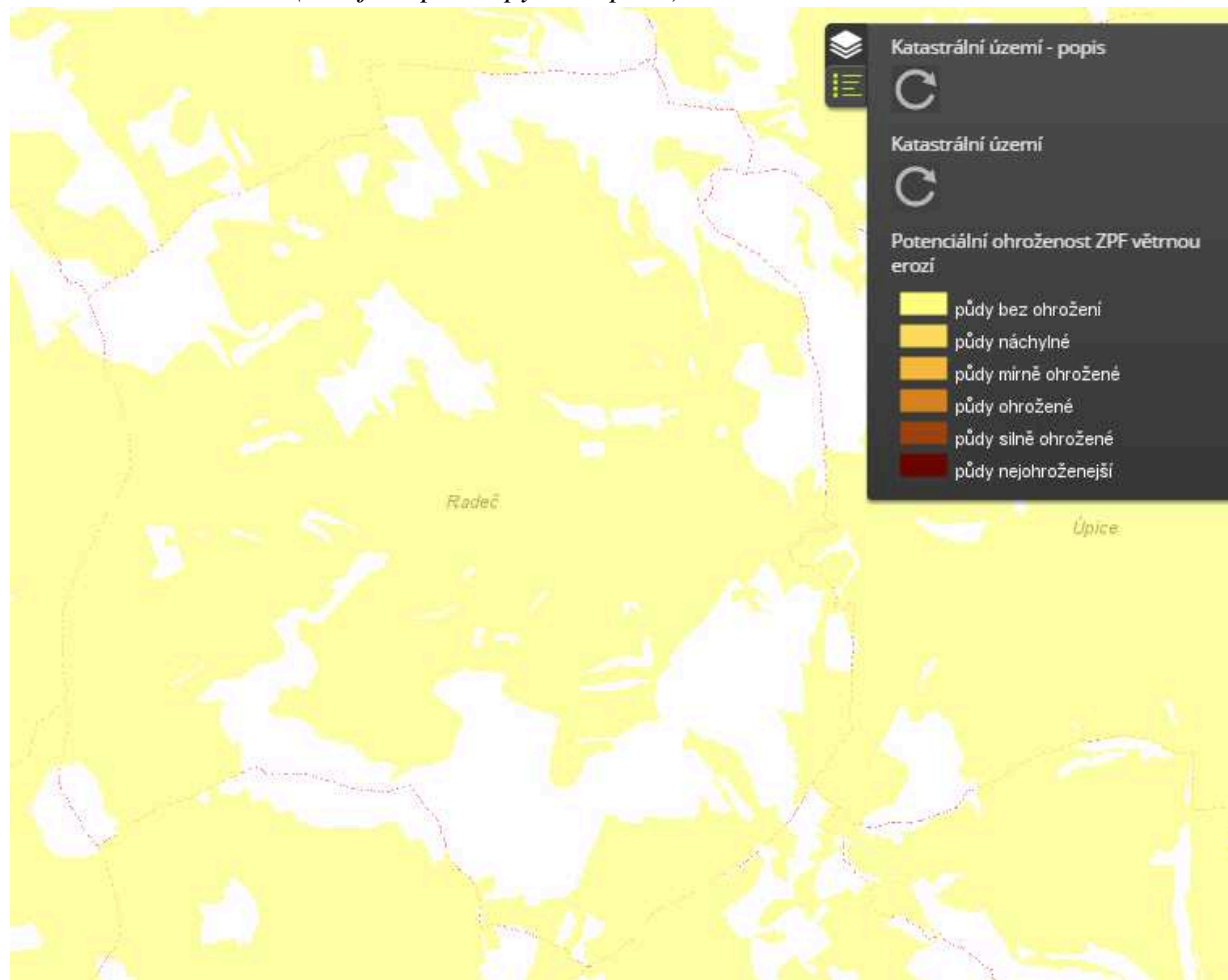 Katastrální území - popis
Katastrální území
Potenciální ohroženost ZPF větrnou
erozí
půdy bez ohrožení
půdy náchylné
půdy mírně ohrožené
půdy ohrožené
půdy silně ohrožené
půdy nejohroženější
Radeč
Úpice